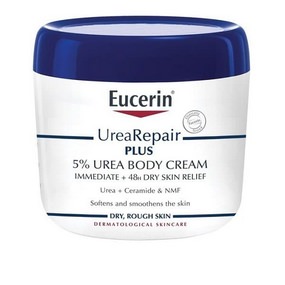 Eucerin®
UreaRepair
PLUS
5% UREA BODY CREAM
IMMEDIATE + 48H DRY SKIN RELIEF
Urea + Ceramide & NMF
Softens and smoothens the skin
DRY, ROUGH SKIN
DERMATOLOGICAL SKINCARE